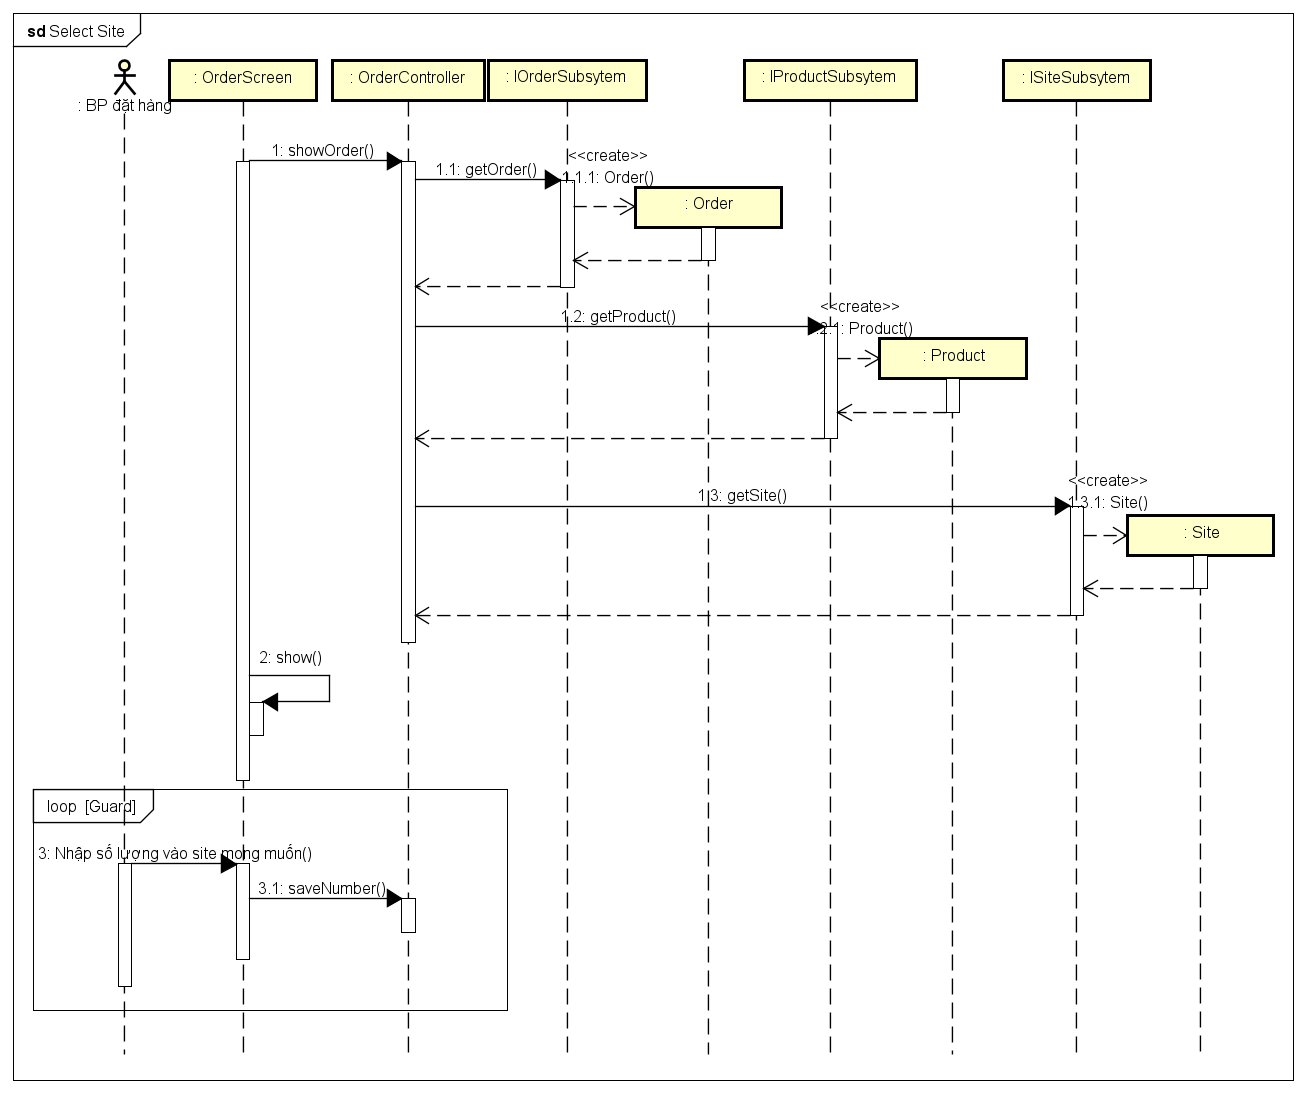 sd Select Site
: BP đặt hàng
: OrderScreen
: OrderController
: IOrderSubsytem
: IProductSubsytem
: ISiteSubsytem
1: showOrder()
1.1: getOrder()
<<create>>
1.1.1: Order()
: Order
1.2: getProduct()
<<create>>
.2.1: Product()
: Product
1.3: getSite()
<<create>>
1.3.1: Site()
: Site
2: show()
loop [Guard]
3: Nhập số lượng vào site mong muốn()
3.1: saveNumber()